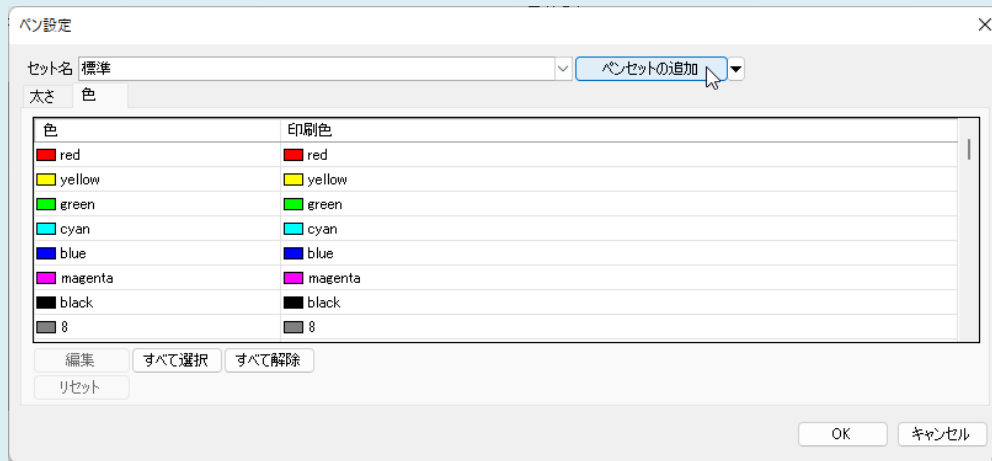 ペン設定
セット名 標準 ペンセットの追加
太さ 色
色 印刷色
red red
yellow yellow
green green
cyan cyan
blue blue
magenta magenta
black black
8 8
編集 すべて選択 すべて解除
リセット
OK キャンセル